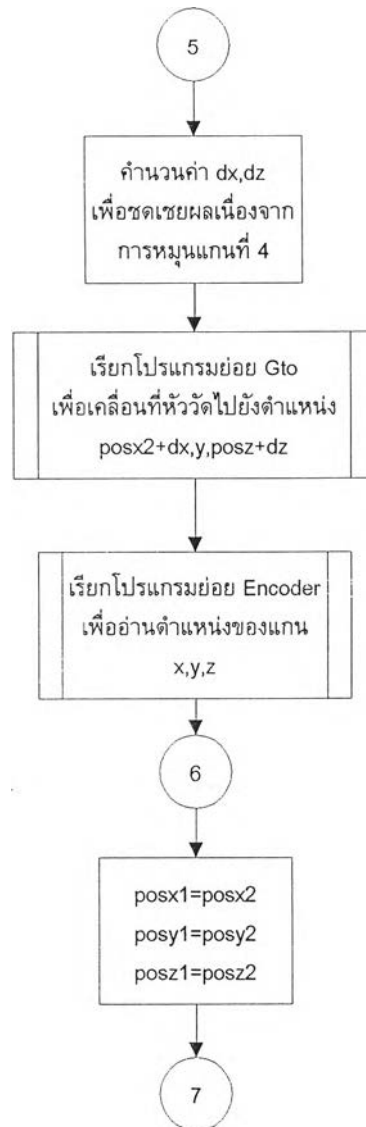 5
คำนวนค่า dx,dz
เพื่อชดเชยผลเนื่องจาก
การหมุนแกนที่ 4
เรียกโปรแกรมย่อย Gto
เพื่อเคลื่อนที่หัววัดไปยังตำแหน่ง
posx2+dx,y,posz+dz
เรียกโปรแกรมย่อย Encoder
เพื่ออ่านตำแหน่งของแกน
x,y,z
6
posx1=posx2
posy1=posy2
posz1=posz2
7